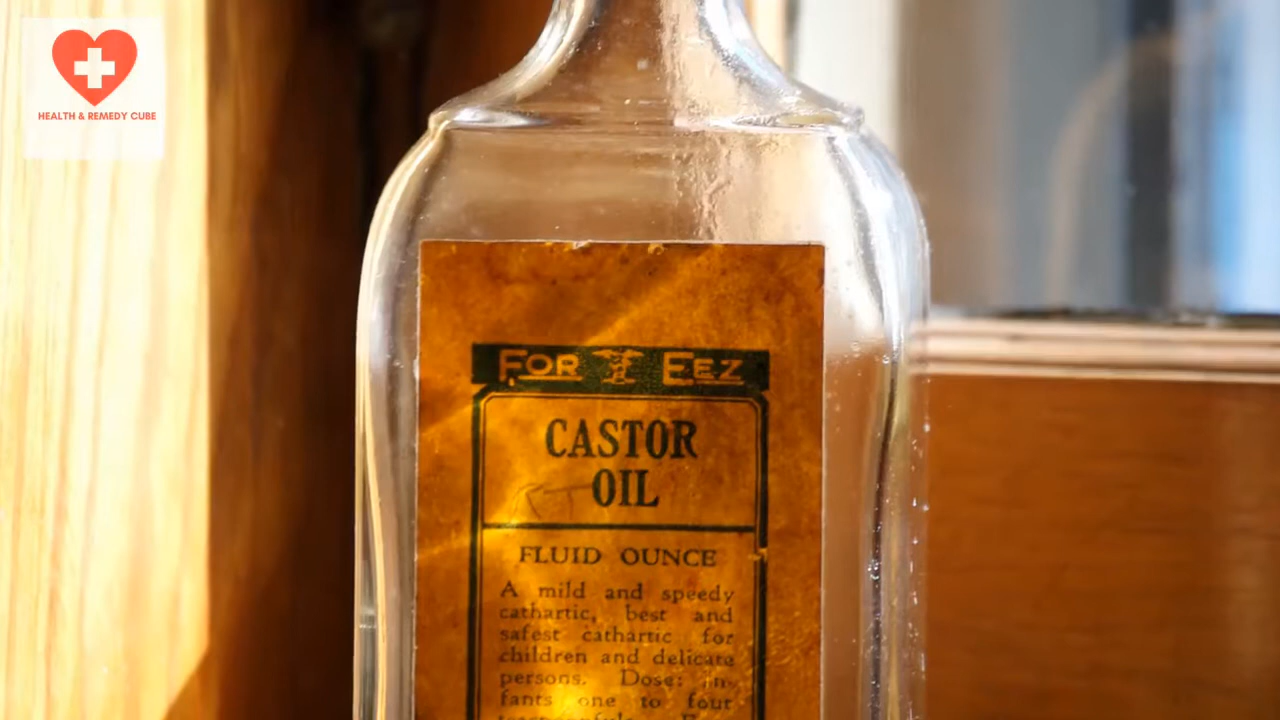 HEALTH & REMEDY CUBE
FOR EEZ
CASTOR
OIL
FLUID OUNCE
A mild and speedy
cathartic, best and
safest cathartic for
children and delicate
persons. Dose: in-
fants one to four